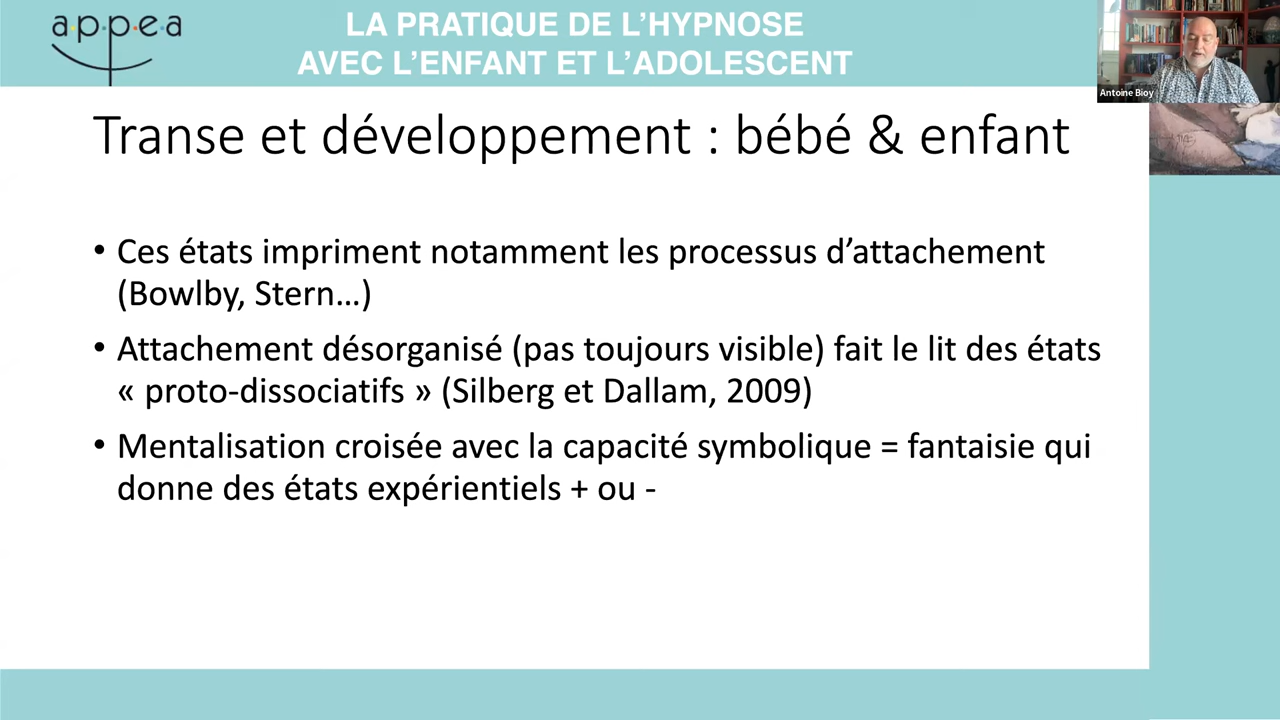 a·p·p·e·a
LA PRATIQUE DE L'HYPNOSE
AVEC L'ENFANT ET L'ADOLESCENT
Antoine Bioy
Transe et développement : bébé & enfant
• Ces états impriment notamment les processus d'attachement
(Bowlby, Stern...)
• Attachement désorganisé (pas toujours visible) fait le lit des états
« proto-dissociatifs » (Silberg et Dallam, 2009)
• Mentalisation croisée avec la capacité symbolique = fantaisie qui
donne des états expérientiels + ou -